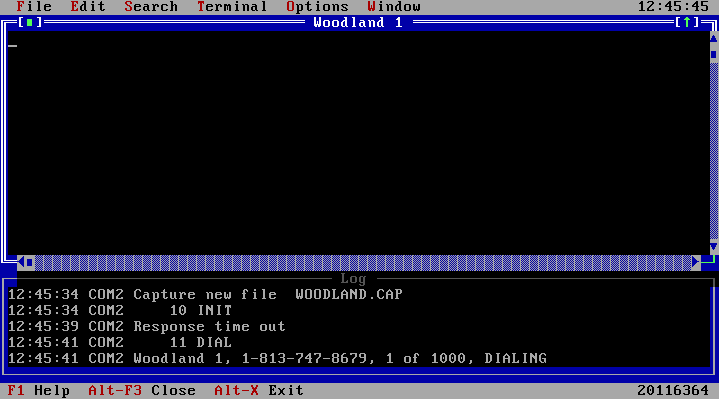 File Edit Search Terminal Options Window 12:45:45
[■] Woodland 1 [↑]
Log
12:45:34 COM2 Capture new file  WOODLAND.CAP
12:45:34 COM2     10 INIT
12:45:39 COM2 Response time out
12:45:41 COM2     11 DIAL
12:45:41 COM2 Woodland 1, 1-813-747-8679, 1 of 1000, DIALING
F1 Help  Alt-F3 Close  Alt-X Exit 20116364